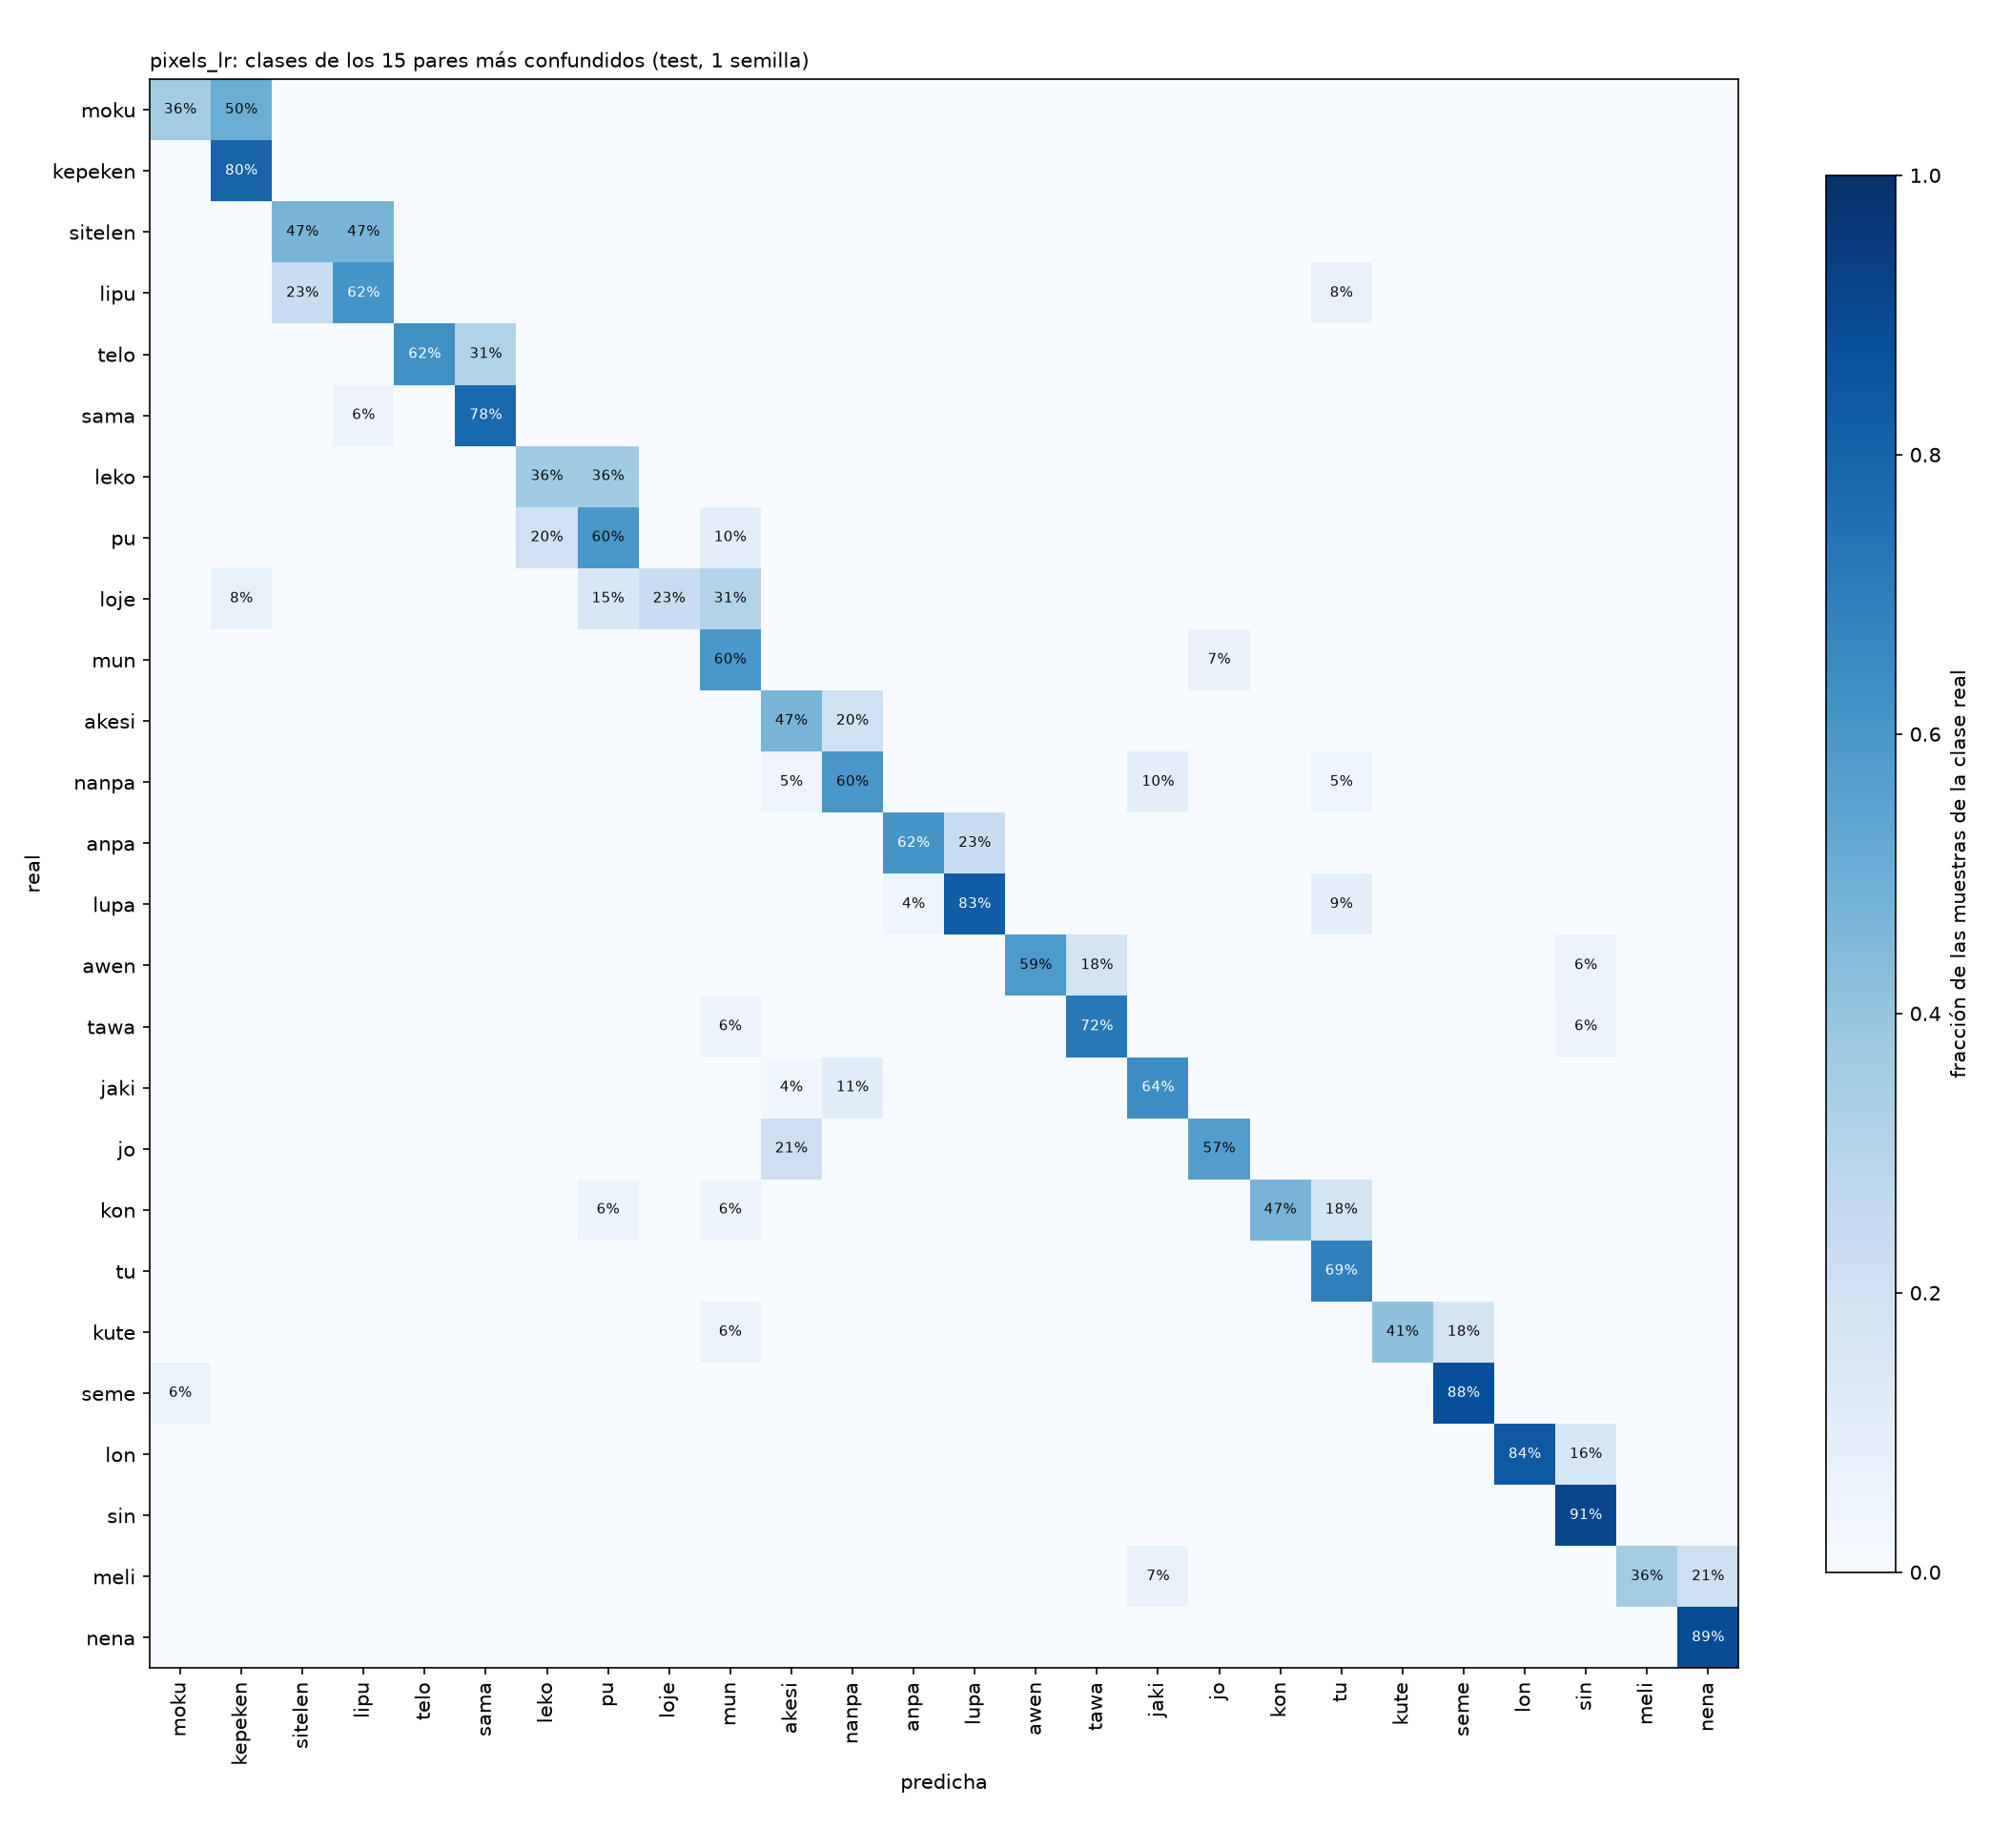 pixels_lr: clases de los 15 pares más confundidos (test, 1 semilla)
moku 36% 50%
kepeken 80%
sitelen 47% 47%
lipu 23% 62% 8%
telo 62% 31%
sama 6% 78%
leko 36% 36%
pu 20% 60% 10%
loje 8% 15% 23% 31%
mun 60% 7%
akesi 47% 20%
nanpa 5% 60% 10% 5%
anpa 62% 23%
lupa 4% 83% 9%
awen 59% 18% 6%
tawa 6% 72% 6%
jaki 4% 11% 64%
jo 21% 57%
kon 6% 6% 47% 18%
tu 69%
kute 6% 41% 18%
seme 6% 88%
lon 84% 16%
sin 91%
meli 7% 36% 21%
nena 89%
real
moku kepeken sitelen lipu telo sama leko pu loje mun akesi nanpa anpa lupa awen tawa jaki jo kon tu kute seme lon sin meli nena
predicha
1.0
0.8
0.6
0.4
0.2
0.0
fracción de las muestras de la clase real